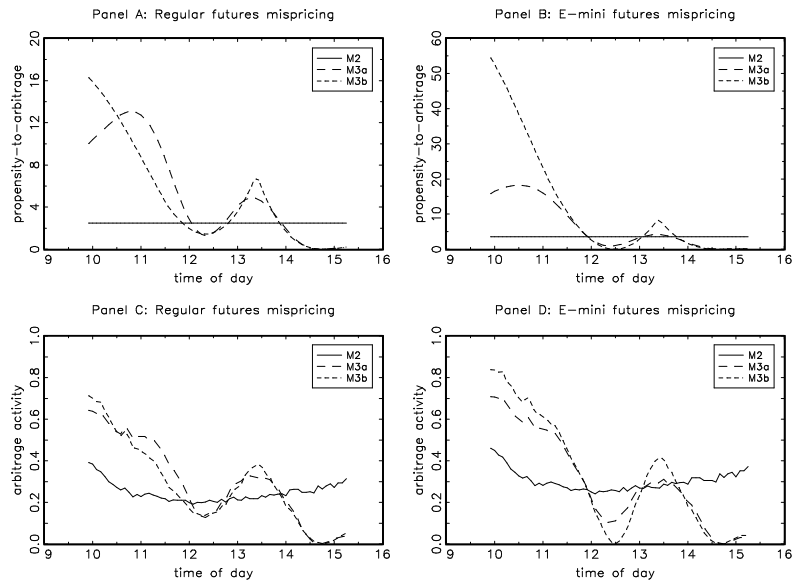 Panel A: Regular futures mispricing
propensity-to-arbitrage
20
16
12
8
4
0
9 10 11 12 13 14 15 16
time of day
M2
M3a
M3b
Panel B: E-mini futures mispricing
propensity-to-arbitrage
60
50
40
30
20
10
0
9 10 11 12 13 14 15 16
time of day
M2
M3a
M3b
Panel C: Regular futures mispricing
arbitrage activity
1.0
0.8
0.6
0.4
0.2
0.0
9 10 11 12 13 14 15 16
time of day
M2
M3a
M3b
Panel D: E-mini futures mispricing
arbitrage activity
1.0
0.8
0.6
0.4
0.2
0.0
9 10 11 12 13 14 15 16
time of day
M2
M3a
M3b